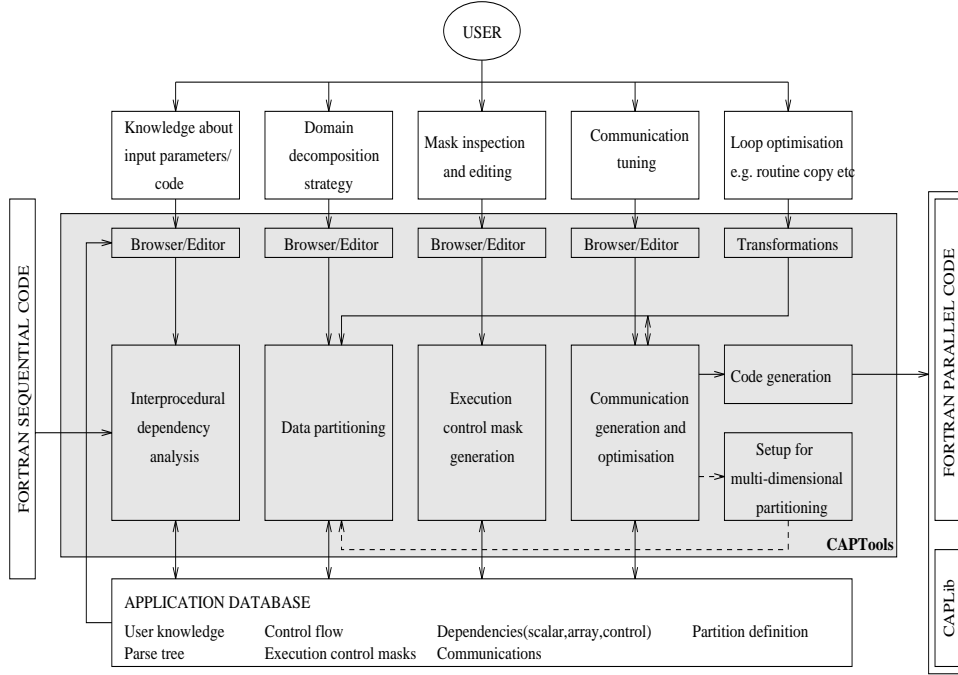 USER
Knowledge about
input parameters/
code
Domain
decomposition
strategy
Mask inspection
and editing
Communication
tuning
Loop optimisation
e.g. routine copy etc
Browser/Editor
Browser/Editor
Browser/Editor
Browser/Editor
Transformations
FORTRAN SEQUENTIAL CODE
Interprocedural
dependency
analysis
Data partitioning
Execution
control mask
generation
Communication
generation and
optimisation
Code generation
Setup for
multi-dimensional
partitioning
CAPTools
FORTRAN PARALLEL CODE
CAPLib
APPLICATION DATABASE
User knowledge Control flow Dependencies(scalar,array,control) Partition definition
Parse tree Execution control masks Communications